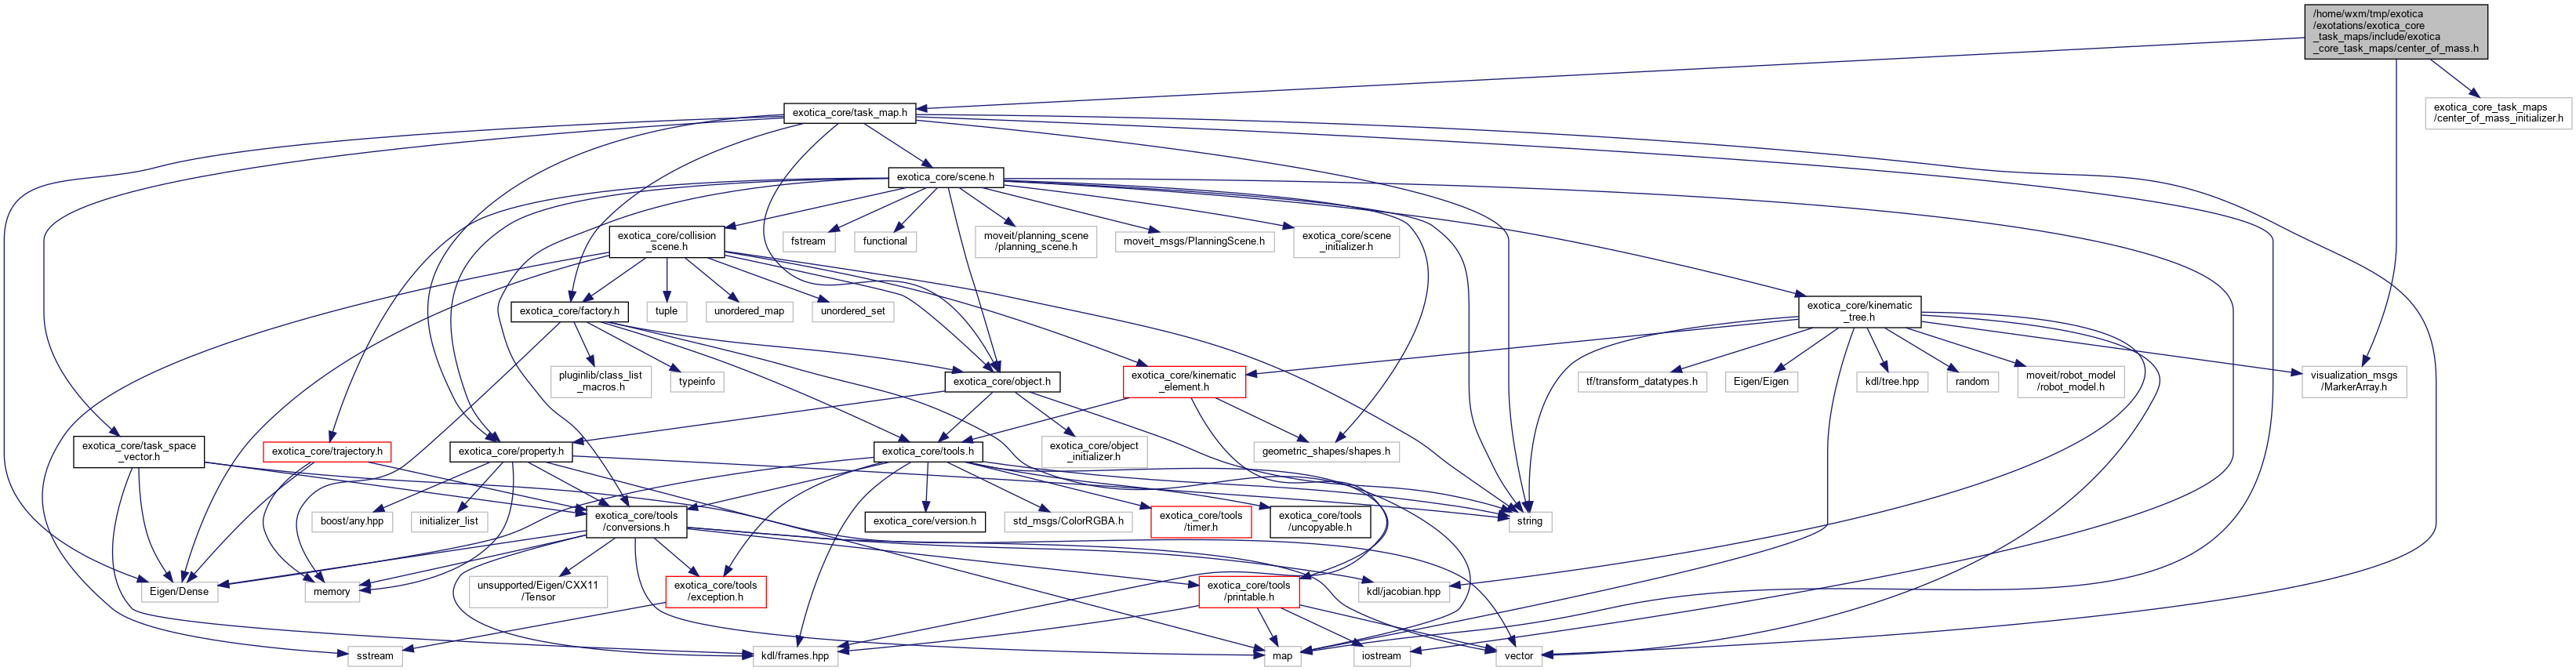 /home/wxm/tmp/exotica
/exotations/exotica_core
_task_maps/include/exotica
_core_task_maps/center_of_mass.h
exotica_core/task_map.h
exotica_core_task_maps
/center_of_mass_initializer.h
exotica_core/scene.h
exotica_core/collision
_scene.h
fstream
functional
moveit/planning_scene
/planning_scene.h
moveit_msgs/PlanningScene.h
exotica_core/scene
_initializer.h
exotica_core/factory.h
tuple
unordered_map
unordered_set
exotica_core/kinematic
_tree.h
pluginlib/class_list
_macros.h
typeinfo
exotica_core/object.h
exotica_core/kinematic
_element.h
tf/transform_datatypes.h
Eigen/Eigen
kdl/tree.hpp
random
moveit/robot_model
/robot_model.h
visualization_msgs
/MarkerArray.h
exotica_core/task_space
_vector.h
exotica_core/trajectory.h
exotica_core/property.h
exotica_core/tools.h
exotica_core/object
_initializer.h
geometric_shapes/shapes.h
boost/any.hpp
initializer_list
exotica_core/tools
/conversions.h
exotica_core/version.h
std_msgs/ColorRGBA.h
exotica_core/tools
/timer.h
exotica_core/tools
/uncopyable.h
string
Eigen/Dense
memory
unsupported/Eigen/CXX11
/Tensor
exotica_core/tools
/exception.h
exotica_core/tools
/printable.h
kdl/jacobian.hpp
sstream
kdl/frames.hpp
map
iostream
vector